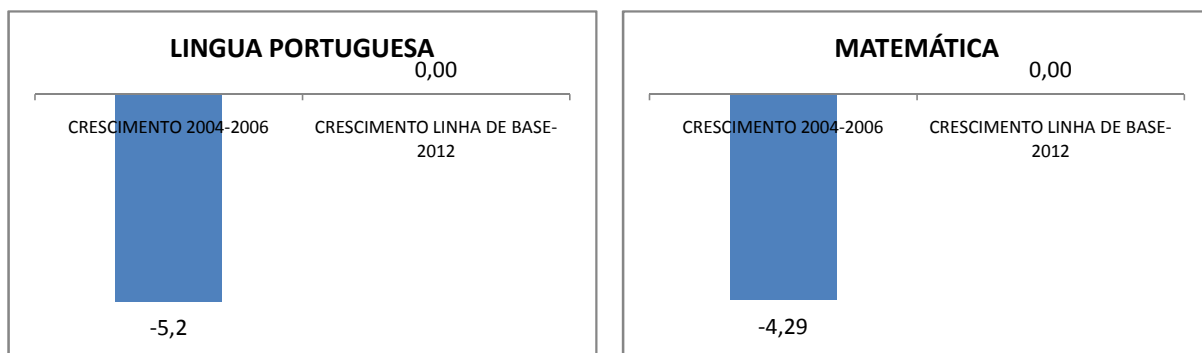 LINGUA PORTUGUESA
0,00
CRESCIMENTO 2004-2006
CRESCIMENTO LINHA DE BASE-
2012
-5,2
MATEMÁTICA
0,00
CRESCIMENTO 2004-2006
CRESCIMENTO LINHA DE BASE-
2012
-4,29